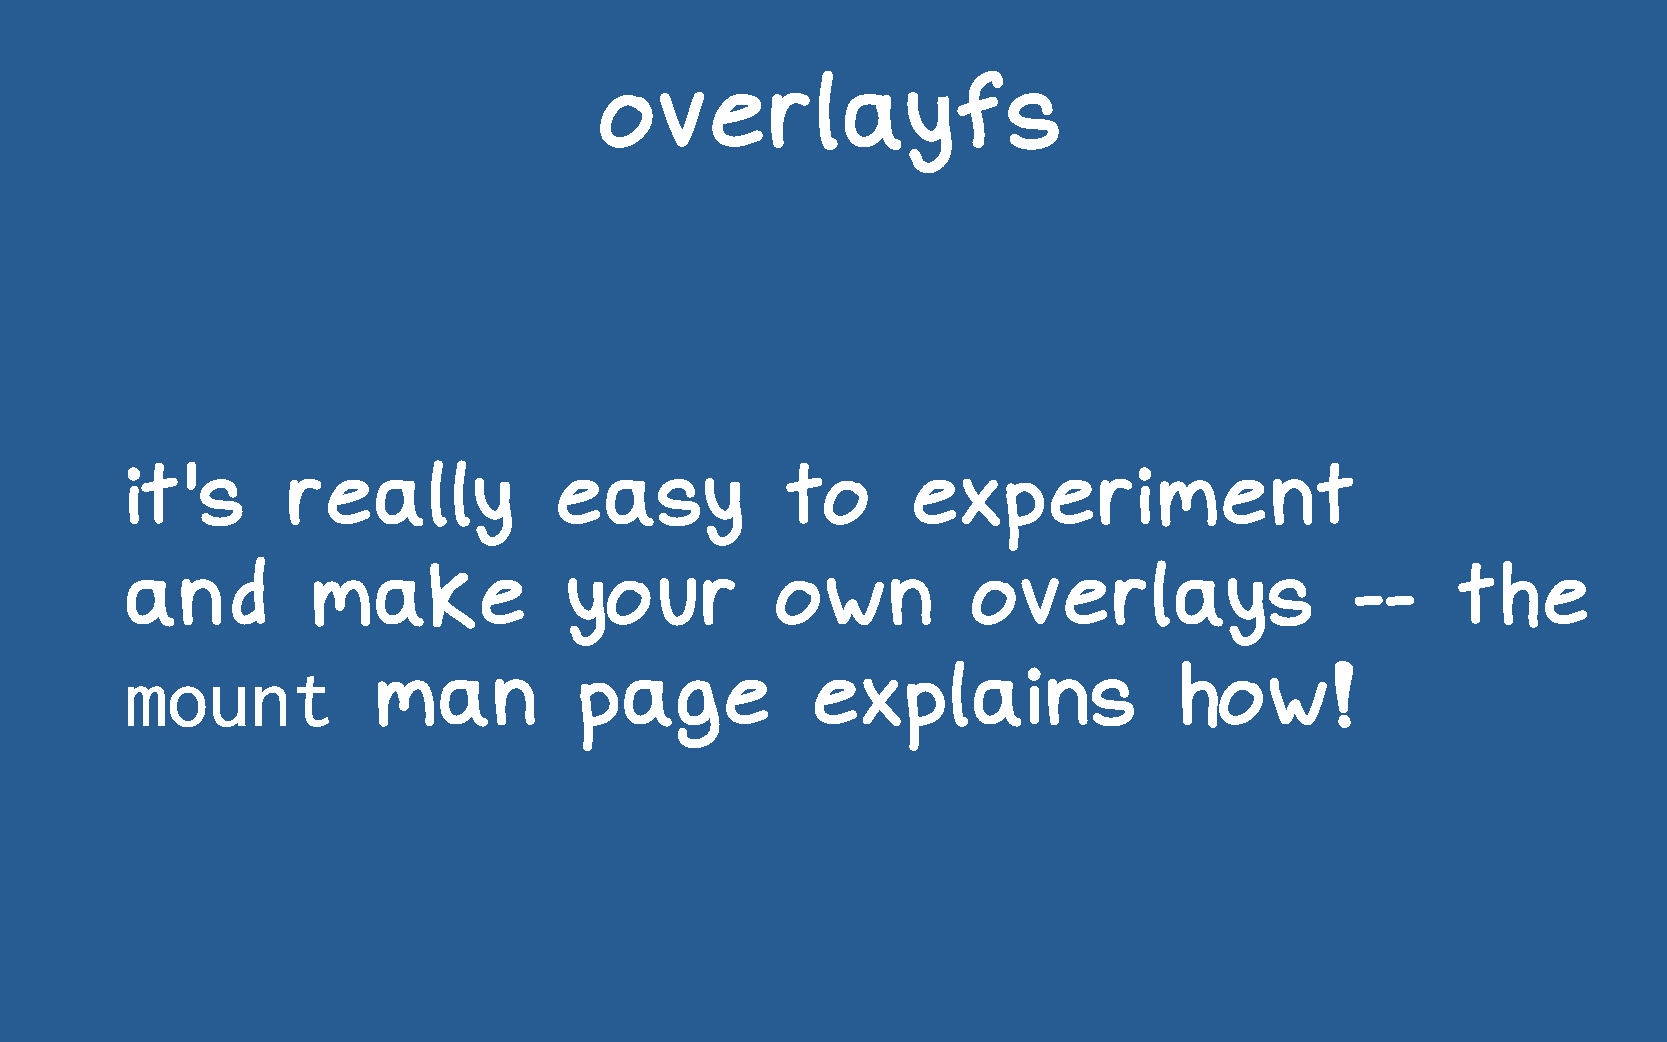 overlayfs
it's really easy to experiment
and make your own overlays -- the
mount man page explains how!